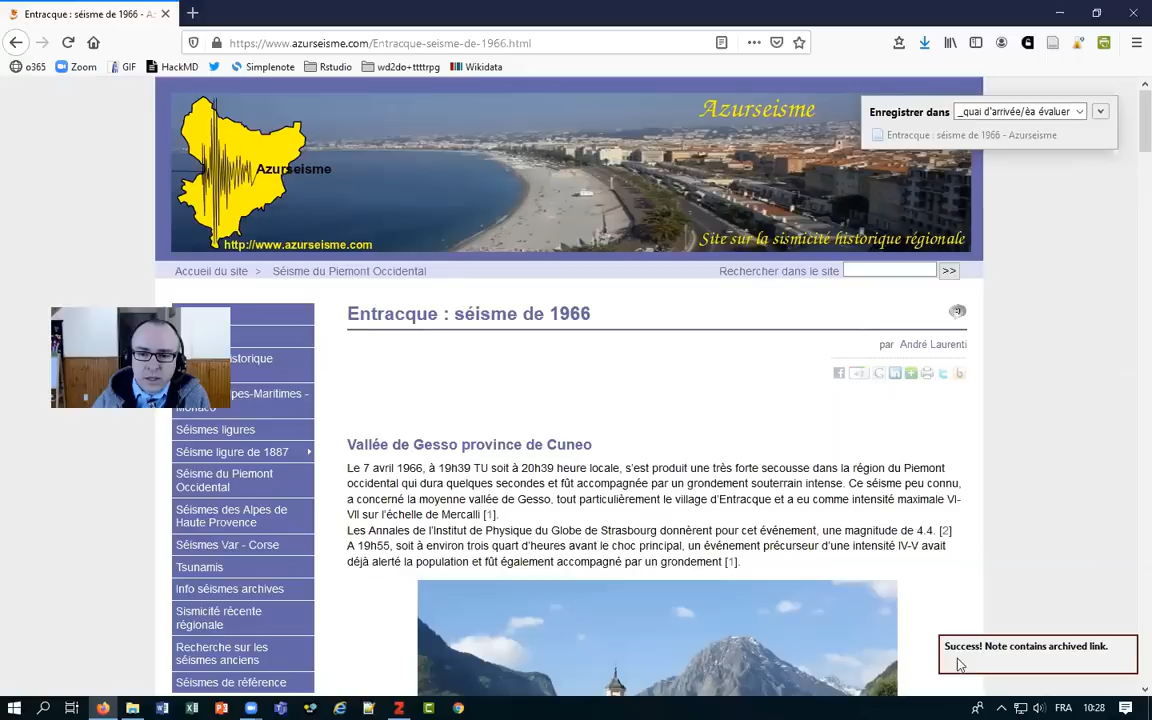 Entracque : séisme de 1966 - A
https://www.azurseisme.com/Entracque-seisme-de-1966.html
o365 Zoom GIF HackMD Simplenote Rstudio wd2do+ttttrpg Wikidata
Azurseisme
Enregistrer dans _quai d'arrivée/èa évaluer
Entracque : séisme de 1966 - Azurseisme
Azurseisme
http://www.azurseisme.com
Site sur la sismicité historique régionale
Accueil du site > Séisme du Piemont Occidental
Rechercher dans le site >>
Entracque : séisme de 1966
par André Laurenti
istorique
pes-Maritimes -
Monaco
Séismes ligures
Séisme ligure de 1887
Séisme du Piemont
Occidental
Séismes des Alpes de
Haute Provence
Séismes Var - Corse
Tsunamis
Info séismes archives
Sismicité récente
régionale
Recherche sur les
séismes anciens
Séismes de référence
Vallée de Gesso province de Cuneo
Le 7 avril 1966, à 19h39 TU soit à 20h39 heure locale, s'est produit une très forte secousse dans la région du Piemont
occidental qui dura quelques secondes et fût accompagnée par un grondement souterrain intense. Ce séisme peu connu,
a concerné la moyenne vallée de Gesso, tout particulièrement le village d'Entracque et a eu comme intensité maximale VI-
VII sur l'échelle de Mercalli [1].
Les Annales de l'Institut de Physique du Globe de Strasbourg donnèrent pour cet événement, une magnitude de 4.4. [2]
A 19h55, soit à environ trois quart d'heures avant le choc principal, un événement précurseur d'une intensité IV-V avait
déjà alerté la population et fût également accompagné par un grondement [1].
Success! Note contains archived link.
FRA 10:28